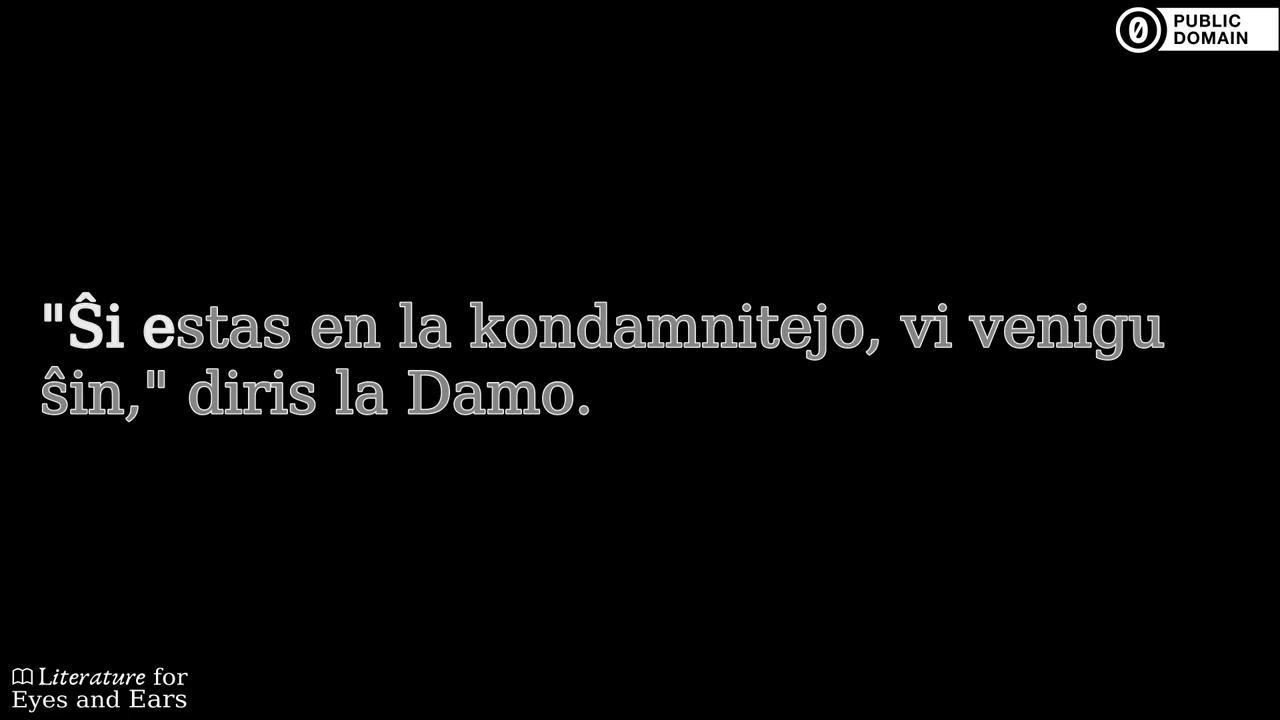 PUBLIC
DOMAIN
"Ŝi estas en la kondamnitejo, vi venigu
ŝin," diris la Damo.
Literature for
Eyes and Ears